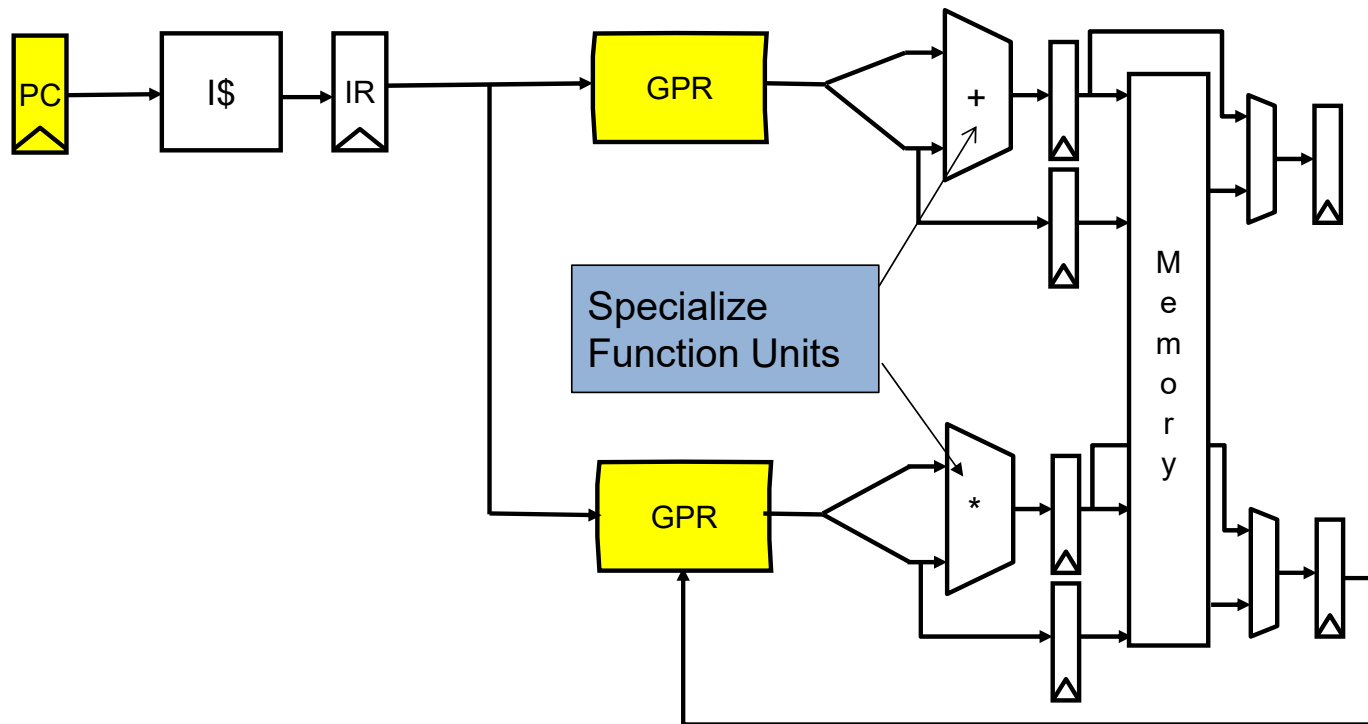 PC
I$
IR
GPR
+
Specialize
Function Units
M
e
m
o
r
y
GPR
*